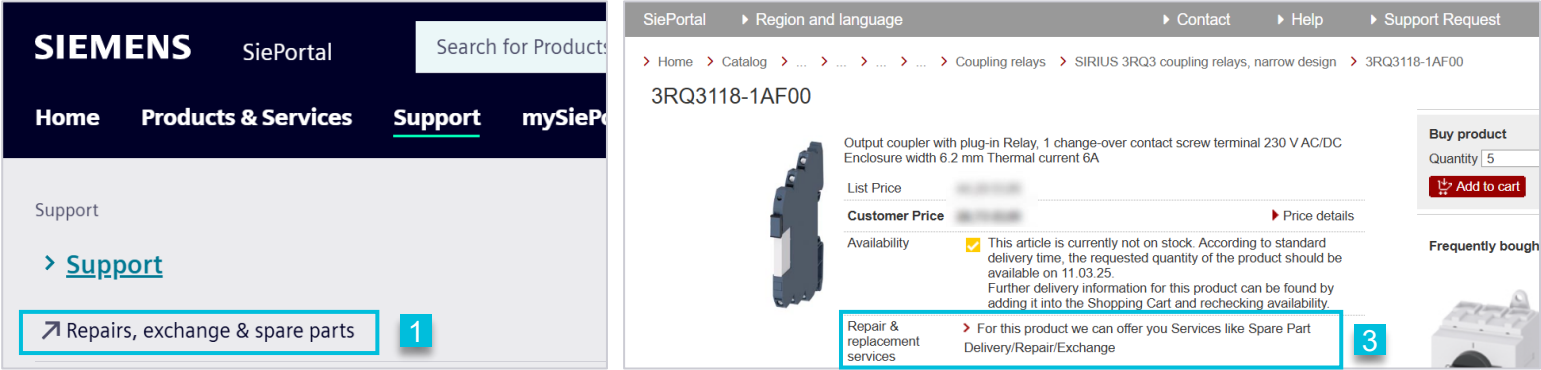 SIEMENS SiePortal Search for Products
Home Products & Services Support mySiePo
Support
> Support
Repairs, exchange & spare parts 1
SiePortal Region and language Contact Help Support Request
> Home > Catalog > ... > ... > ... > ... > Coupling relays > SIRIUS 3RQ3 coupling relays, narrow design > 3RQ3118-1AF00
3RQ3118-1AF00
Output coupler with plug-in Relay, 1 change-over contact screw terminal 230 V AC/DC
Enclosure width 6.2 mm Thermal current 6A
List Price
Customer Price Price details
Availability This article is currently not on stock. According to standard
delivery time, the requested quantity of the product should be
available on 11.03.25.
Further delivery information for this product can be found by
adding it into the Shopping Cart and rechecking availability.
Repair &
replacement
services
> For this product we can offer you Services like Spare Part
Delivery/Repair/Exchange
3
Buy product
Quantity 5
Add to cart
Frequently bough